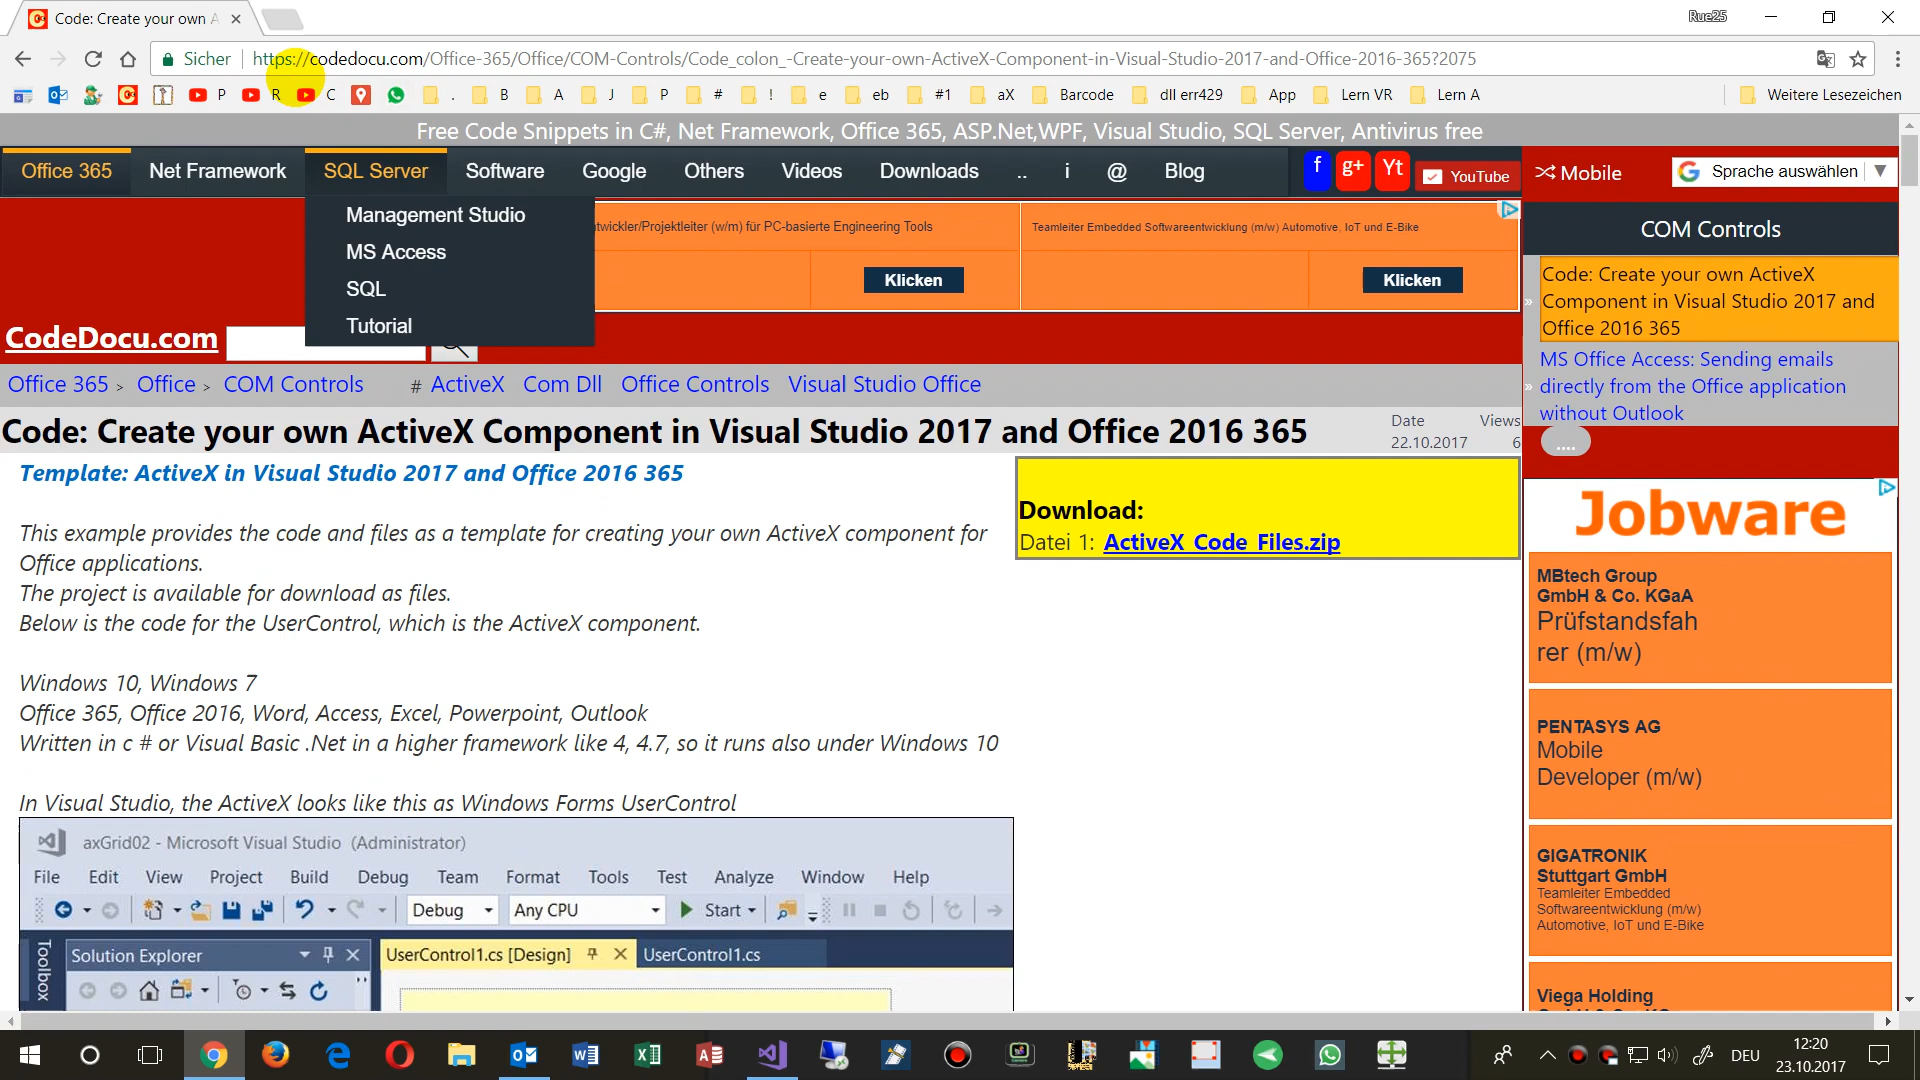 Code: Create your own A
Rue25
Sicher
https://codedocu.com/Office-365/Office/COM-Controls/Code_colon_-Create-your-own-ActiveX-Component-in-Visual-Studio-2017-and-Office-2016-365?2075
P R C . B A J P # ! e eb #1 aX Barcode dll err429 App Lern VR Lern A Weitere Lesezeichen
Free Code Snippets in C#, Net Framework, Office 365, ASP.Net,WPF, Visual Studio, SQL Server, Antivirus free
Office 365 Net Framework SQL Server Software Google Others Videos Downloads .. i @ Blog
f g+ Yt YouTube Mobile Sprache auswählen
Management Studio
MS Access
SQL
Tutorial
twickler/Projektleiter (w/m) für PC-basierte Engineering Tools
Klicken
Teamleiter Embedded Softwareentwicklung (m/w) Automotive, IoT und E-Bike
Klicken
CodeDocu.com
COM Controls
» Code: Create your own ActiveX
Component in Visual Studio 2017 and
Office 2016 365
» MS Office Access: Sending emails
directly from the Office application
without Outlook
....
Office 365 > Office > COM Controls # ActiveX Com Dll Office Controls Visual Studio Office
Code: Create your own ActiveX Component in Visual Studio 2017 and Office 2016 365
Date Views
22.10.2017 6
Template: ActiveX in Visual Studio 2017 and Office 2016 365
This example provides the code and files as a template for creating your own ActiveX component for
Office applications.
The project is available for download as files.
Below is the code for the UserControl, which is the ActiveX component.
Windows 10, Windows 7
Office 365, Office 2016, Word, Access, Excel, Powerpoint, Outlook
Written in c # or Visual Basic .Net in a higher framework like 4, 4.7, so it runs also under Windows 10
In Visual Studio, the ActiveX looks like this as Windows Forms UserControl
Download:
Datei 1: ActiveX_Code_Files.zip
Jobware
MBtech Group
GmbH & Co. KGaA
Prüfstandsfah
rer (m/w)
PENTASYS AG
Mobile
Developer (m/w)
GIGATRONIK
Stuttgart GmbH
Teamleiter Embedded
Softwareentwicklung (m/w)
Automotive, IoT und E-Bike
Viega Holding
axGrid02 - Microsoft Visual Studio (Administrator)
File Edit View Project Build Debug Team Format Tools Test Analyze Window Help
Debug Any CPU Start
Toolbox
Solution Explorer
UserControl1.cs [Design] UserControl1.cs
DEU
12:20
23.10.2017